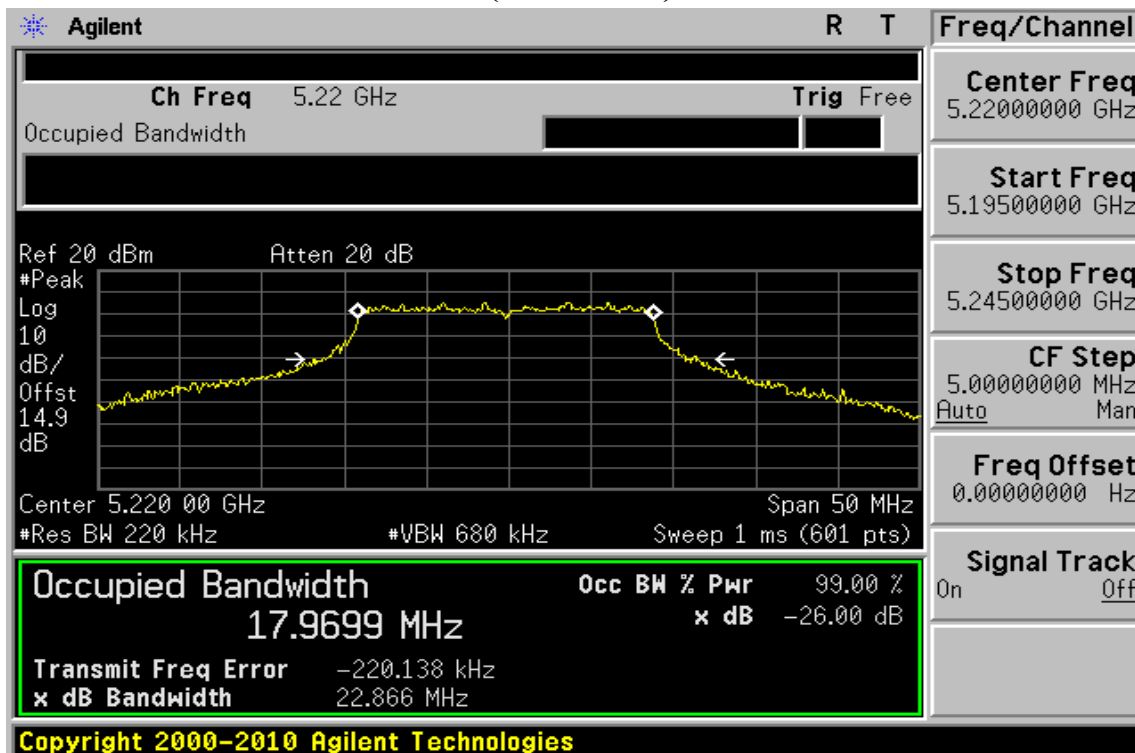 Agilent R T Freq/Channel
Ch Freq 5.22 GHz Trig Free
Occupied Bandwidth
Center Freq
5.22000000 GHz
Start Freq
5.19500000 GHz
Stop Freq
5.24500000 GHz
CF Step
5.00000000 MHz
Auto Man
Freq Offset
0.00000000 Hz
Signal Track
On Off
Ref 20 dBm Atten 20 dB
#Peak
Log
10
dB/
Offst
14.9
dB
Center 5.220 00 GHz Span 50 MHz
#Res BW 220 kHz #VBW 680 kHz Sweep 1 ms (601 pts)
Occupied Bandwidth Occ BW % Pwr 99.00 %
17.9699 MHz x dB -26.00 dB
Transmit Freq Error -220.138 kHz
x dB Bandwidth 22.866 MHz
Copyright 2000-2010 Agilent Technologies